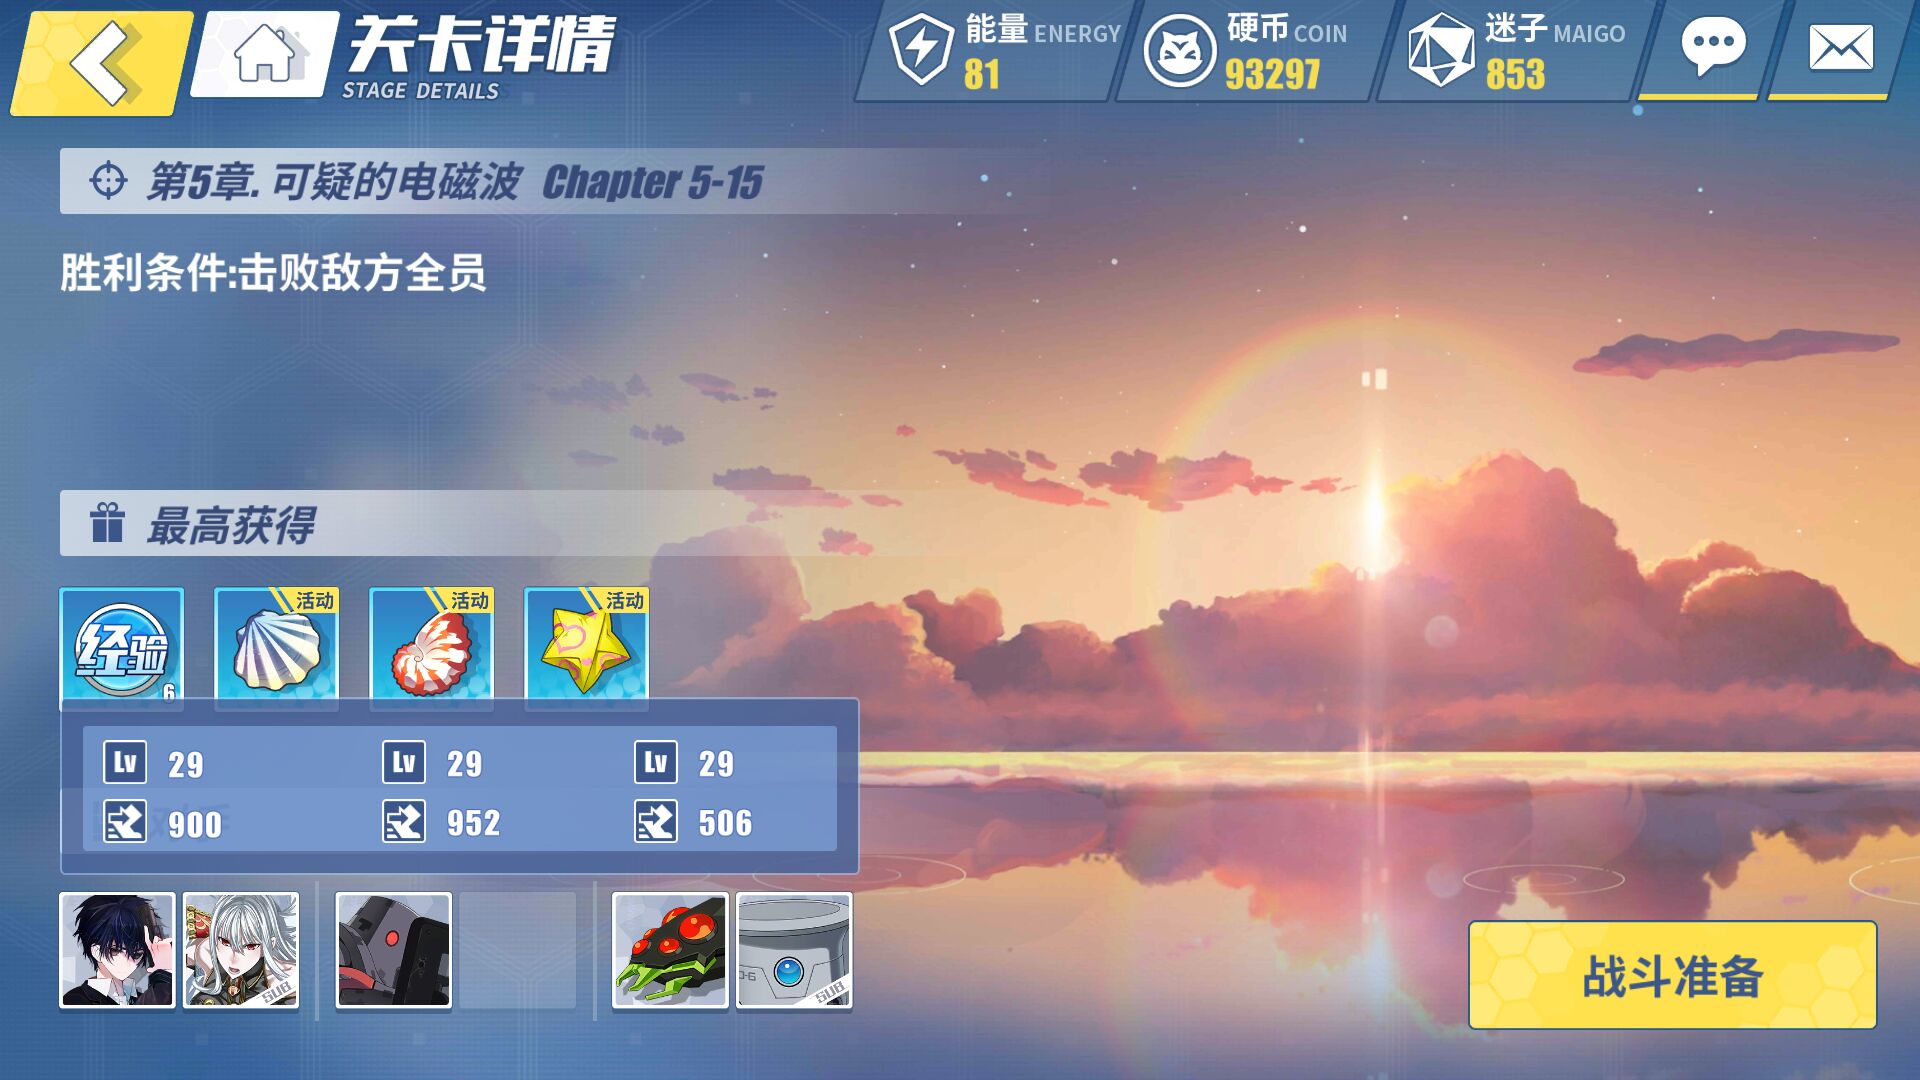 关卡详情
STAGE DETAILS
能量 ENERGY
81
硬币 COIN
93297
迷子 MAIGO
853
第5章. 可疑的电磁波 Chapter 5-15
胜利条件:击败敌方全员
最高获得
经验
6
活动
活动
活动
Lv 29
Lv 29
Lv 29
900
952
506
SUB
SUB
战斗准备